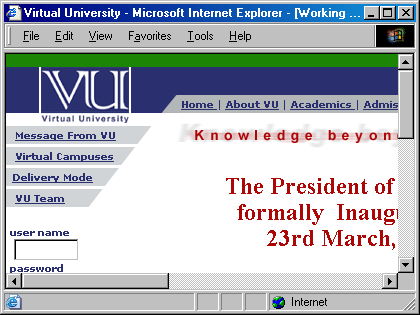 Virtual University - Microsoft Internet Explorer - [Working ...
File Edit View Favorites Tools Help
VU
Virtual University
Home | About VU | Academics | Admis
Message From VU
Knowledge beyon
Virtual Campuses
Delivery Mode
The President of
VU Team
formally Inaug
23rd March,
user name
password
Internet